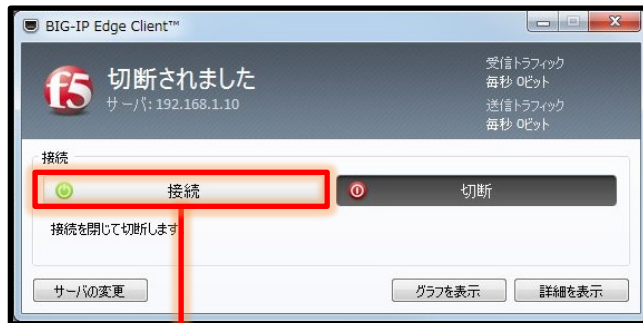 BIG-IP Edge Client™
f5
切断されました
サーバ: 192.168.1.10
受信トラフィック
毎秒 0ビット
送信トラフィック
毎秒 0ビット
接続
接続
切断
接続を閉じて切断します
サーバの変更
グラフを表示
詳細を表示